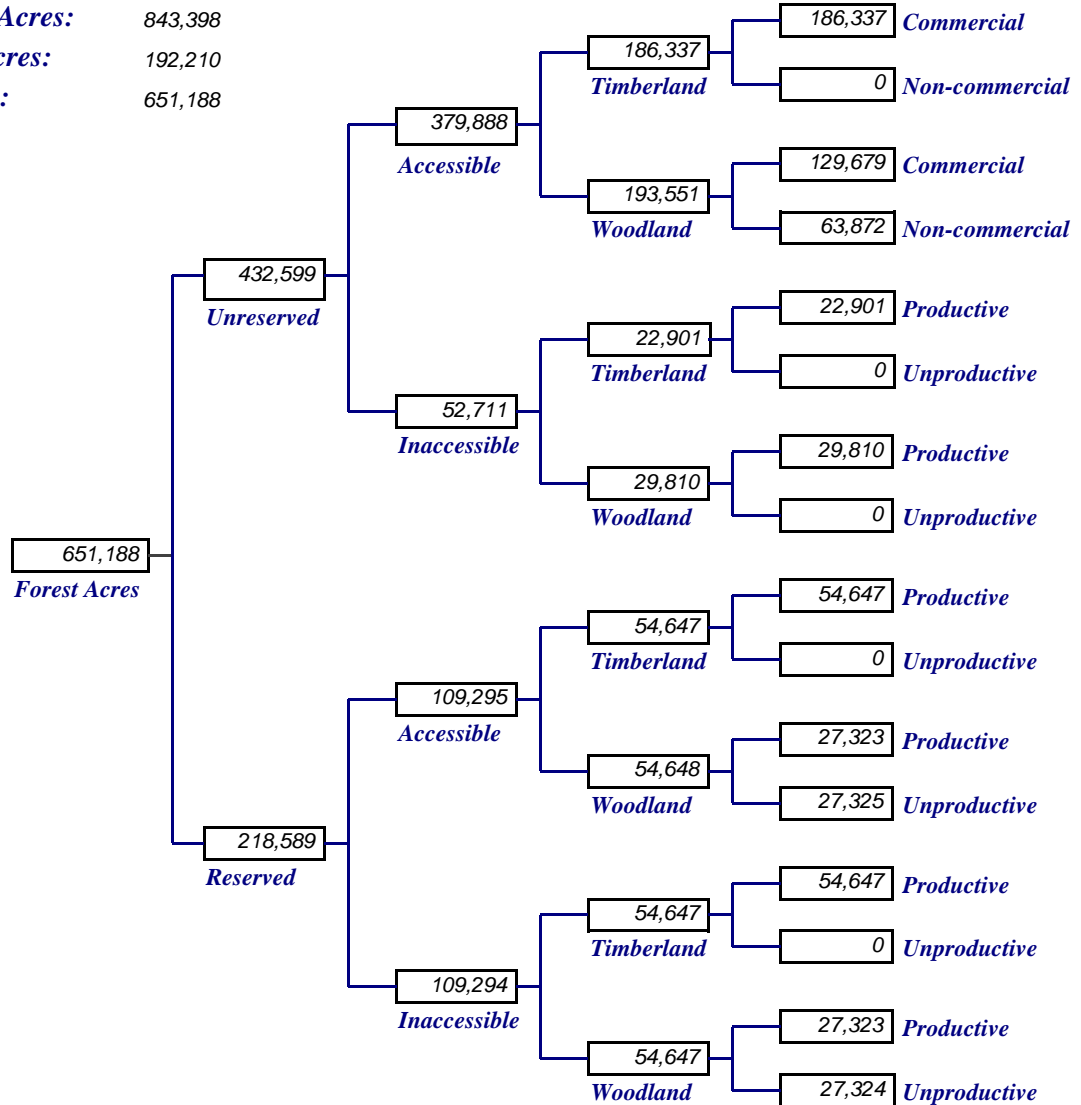 Acres: 843,398
cres: 192,210
: 651,188
186,337 Commercial
186,337
Timberland
0 Non-commercial
379,888
Accessible
129,679 Commercial
193,551
Woodland
63,872 Non-commercial
432,599
Unreserved
22,901 Productive
22,901
Timberland
0 Unproductive
52,711
Inaccessible
29,810 Productive
29,810
Woodland
0 Unproductive
651,188
Forest Acres
54,647 Productive
54,647
Timberland
0 Unproductive
109,295
Accessible
27,323 Productive
54,648
Woodland
27,325 Unproductive
218,589
Reserved
54,647 Productive
54,647
Timberland
0 Unproductive
109,294
Inaccessible
27,323 Productive
54,647
Woodland
27,324 Unproductive